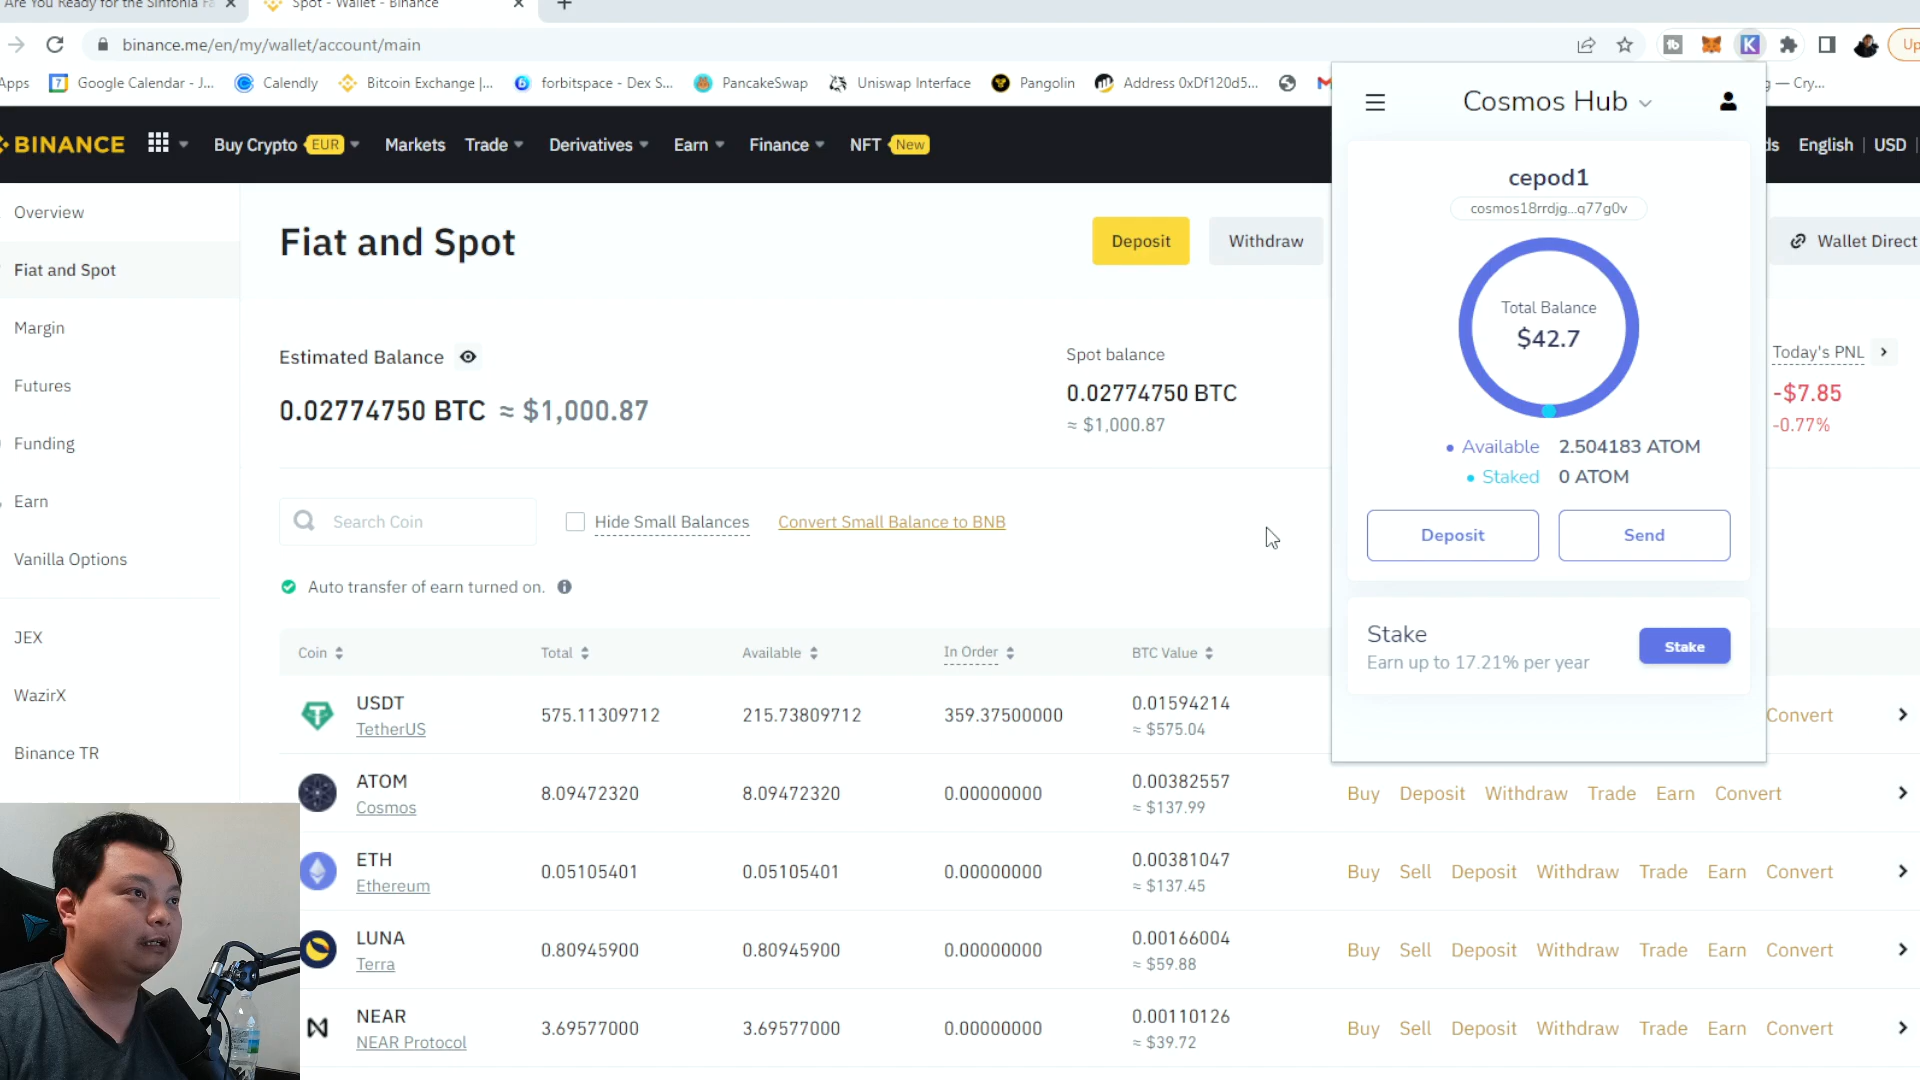 Are You Ready for the Sinfonia Fa
Spot - Wallet - Binance
binance.me/en/my/wallet/account/main
Apps
Google Calendar - J...
Calendly
Bitcoin Exchange |...
forbitspace - Dex S...
PancakeSwap
Uniswap Interface
Pangolin
Address 0xDf120d5...
g — Cry...
Up
BINANCE
Buy Crypto EUR
Markets
Trade
Derivatives
Earn
Finance
NFT New
ds
English | USD |
Overview
Fiat and Spot
Margin
Futures
Funding
Earn
Vanilla Options
JEX
WazirX
Binance TR
Fiat and Spot
Deposit
Withdraw
Wallet Direct
Estimated Balance
0.02774750 BTC ≈ $1,000.87
Spot balance
0.02774750 BTC
≈ $1,000.87
Today's PNL
-$7.85
-0.77%
Search Coin
Hide Small Balances
Convert Small Balance to BNB
Auto transfer of earn turned on.
Coin Total Available In Order BTC Value
USDT
TetherUS
575.11309712 215.73809712 359.37500000
0.01594214
≈ $575.04
Convert
ATOM
Cosmos
8.09472320 8.09472320 0.00000000
0.00382557
≈ $137.99
Buy Deposit Withdraw Trade Earn Convert
ETH
Ethereum
0.05105401 0.05105401 0.00000000
0.00381047
≈ $137.45
Buy Sell Deposit Withdraw Trade Earn Convert
LUNA
Terra
0.80945900 0.80945900 0.00000000
0.00166004
≈ $59.88
Buy Sell Deposit Withdraw Trade Earn Convert
NEAR
NEAR Protocol
3.69577000 3.69577000 0.00000000
0.00110126
≈ $39.72
Buy Sell Deposit Withdraw Trade Earn Convert
Cosmos Hub
cepod1
cosmos18rrdjg...q77g0v
Total Balance
$42.7
Available 2.504183 ATOM
Staked 0 ATOM
Deposit
Send
Stake
Earn up to 17.21% per year
Stake